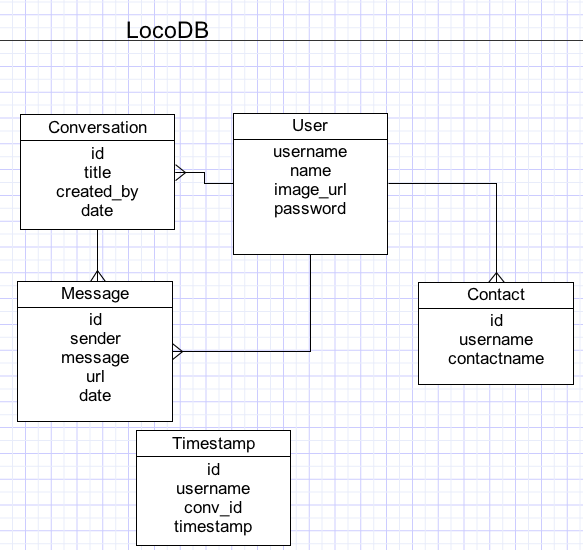 LocoDB
Conversation
id
title
created_by
date
User
username
name
image_url
password
Message
id
sender
message
url
date
Contact
id
username
contactname
Timestamp
id
username
conv_id
timestamp